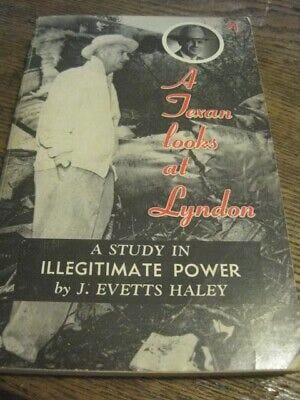 A
Texan
looks
at
Lyndon
A STUDY IN
ILLEGITIMATE POWER
by J. EVETTS HALEY